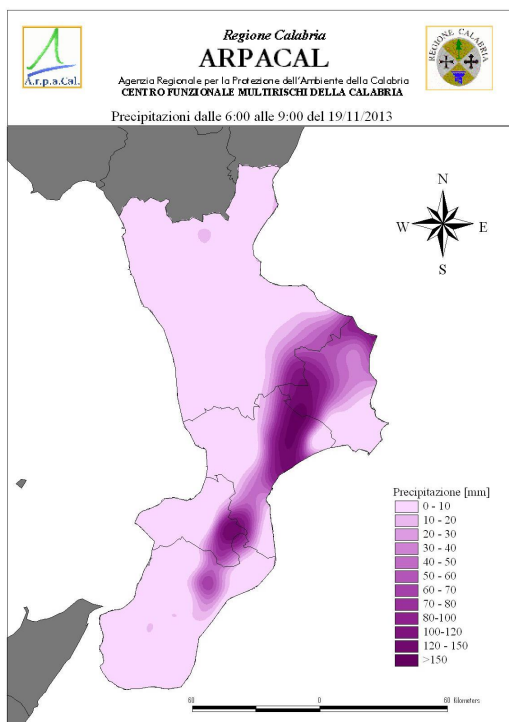 Regione Calabria
ARPACAL
Agenzia Regionale per la Protezione dell'Ambiente della Calabria
CENTRO FUNZIONALE MULTIRISCHI DELLA CALABRIA
A.r.p.a.Cal.
REGIONE CALABRIA
Precipitazioni dalle 6:00 alle 9:00 del 19/11/2013
N
W E
S
Precipitazione [mm]
0 - 10
10 - 20
20 - 30
30 - 40
40 - 50
50 - 60
60 - 70
70 - 80
80-100
100-120
120 - 150
>150
60 0 60 Kilometers